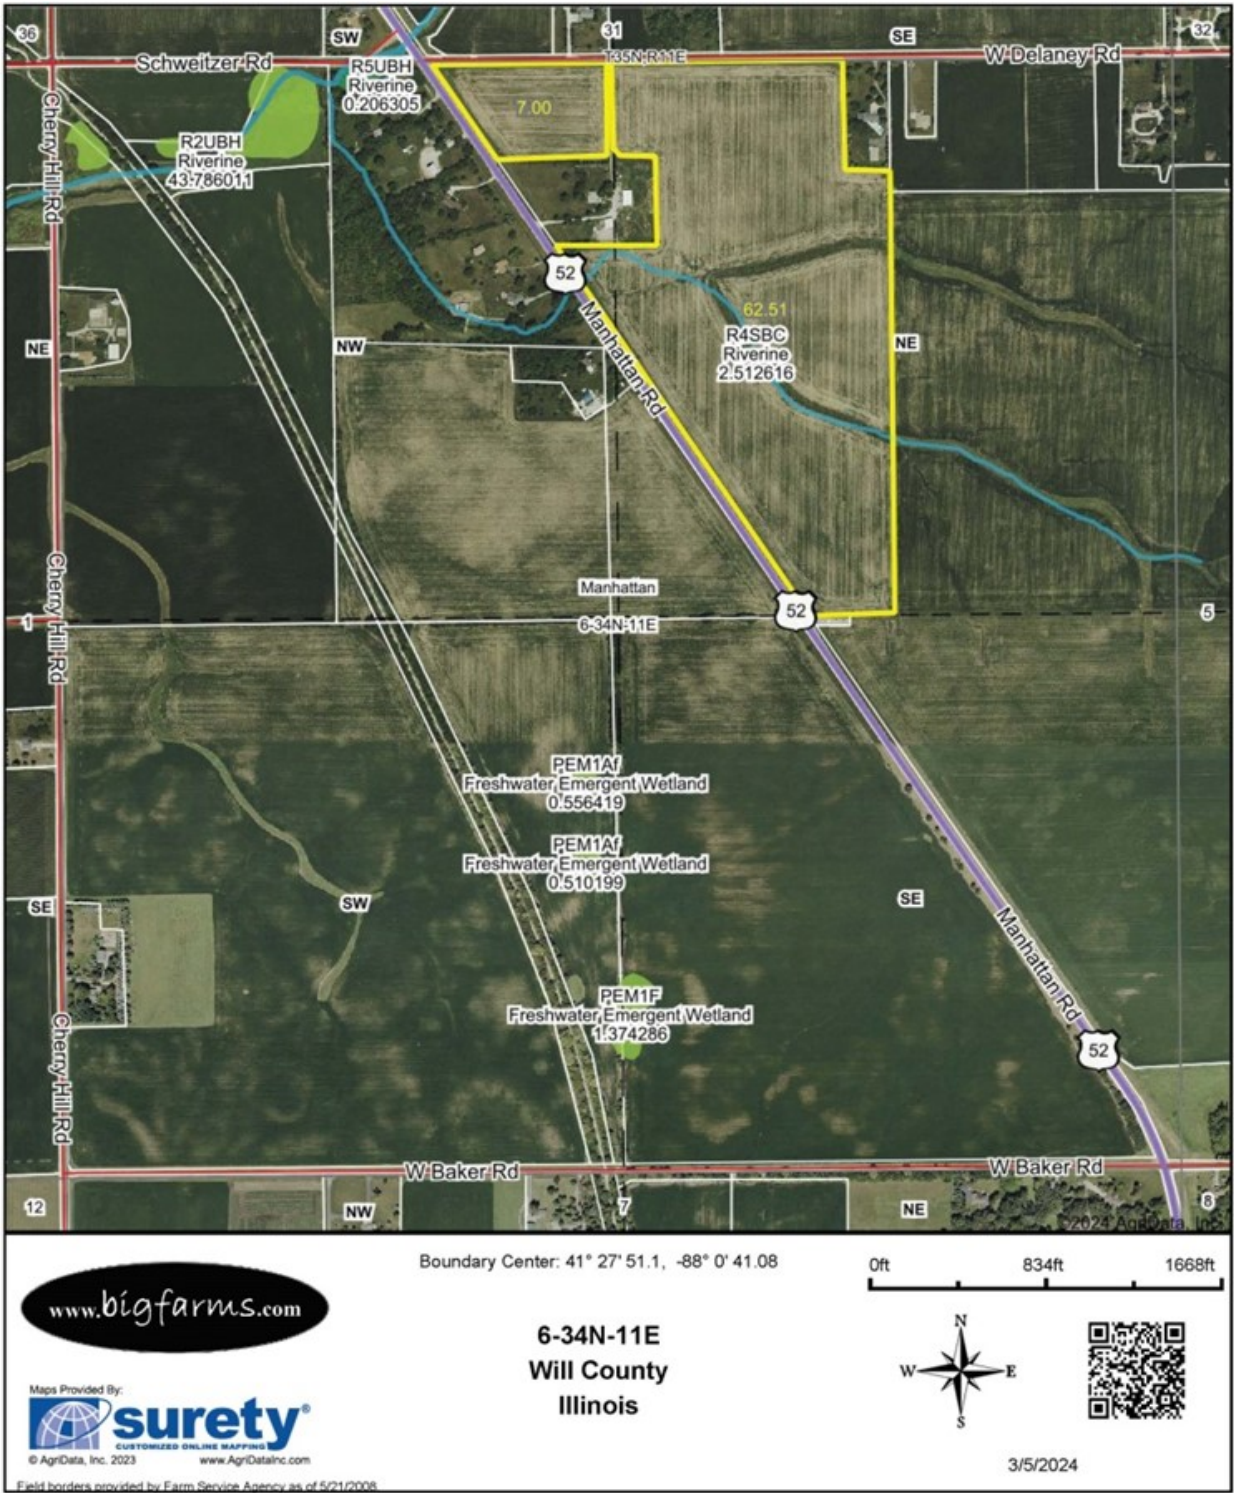 36
SW
31
SE
32
Schweitzer Rd
T35N R11E
W Delaney Rd
R5UBH
Riverine
0.206305
7.00
Cherry Hill Rd
R2UBH
Riverine
43.786011
52
62.51
R4SBC
Riverine
2.512616
NE
NW
NE
Manhattan Rd
Manhattan
52
1
6-34N-11E
5
Cherry Hill Rd
PEM1Af
Freshwater Emergent Wetland
0.556419
PEM1Af
Freshwater Emergent Wetland
0.510199
SE
SW
SE
Manhattan Rd
PEM1F
Freshwater Emergent Wetland
1.374286
52
Cherry Hill Rd
W Baker Rd
W Baker Rd
12
NW
7
NE
8
©2024 AgriData, Inc.
Boundary Center: 41° 27' 51.1, -88° 0' 41.08
0ft 834ft 1668ft
www.bigfarms.com
6-34N-11E
Will County
Illinois
N
W E
S
Maps Provided By:
surety®
CUSTOMIZED ONLINE MAPPING
© AgriData, Inc. 2023 www.AgriDataInc.com
3/5/2024
Field borders provided by Farm Service Agency as of 5/21/2008.